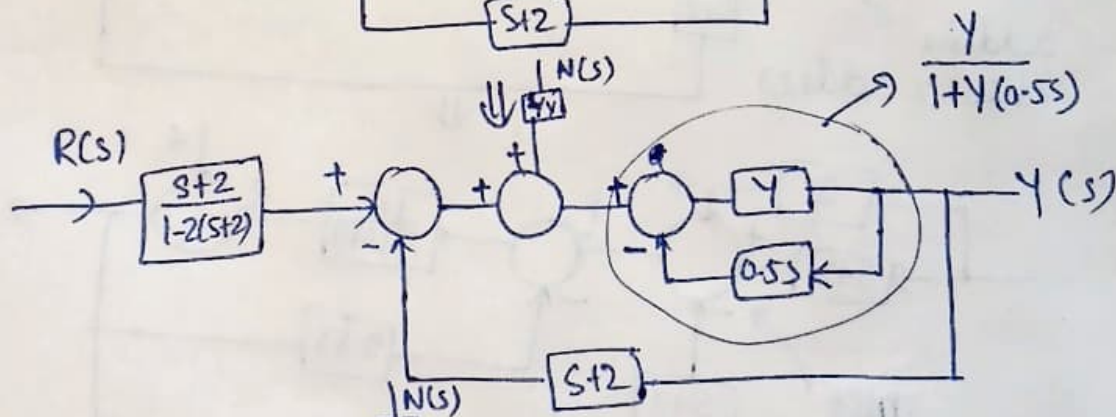 S+2
N(s)
Y
1+Y(0.5S)
R(S)
S+2
1-2(S+2)
+
-
+
+
+
-
Y
0.5S
Y(S)
S+2
N(s)